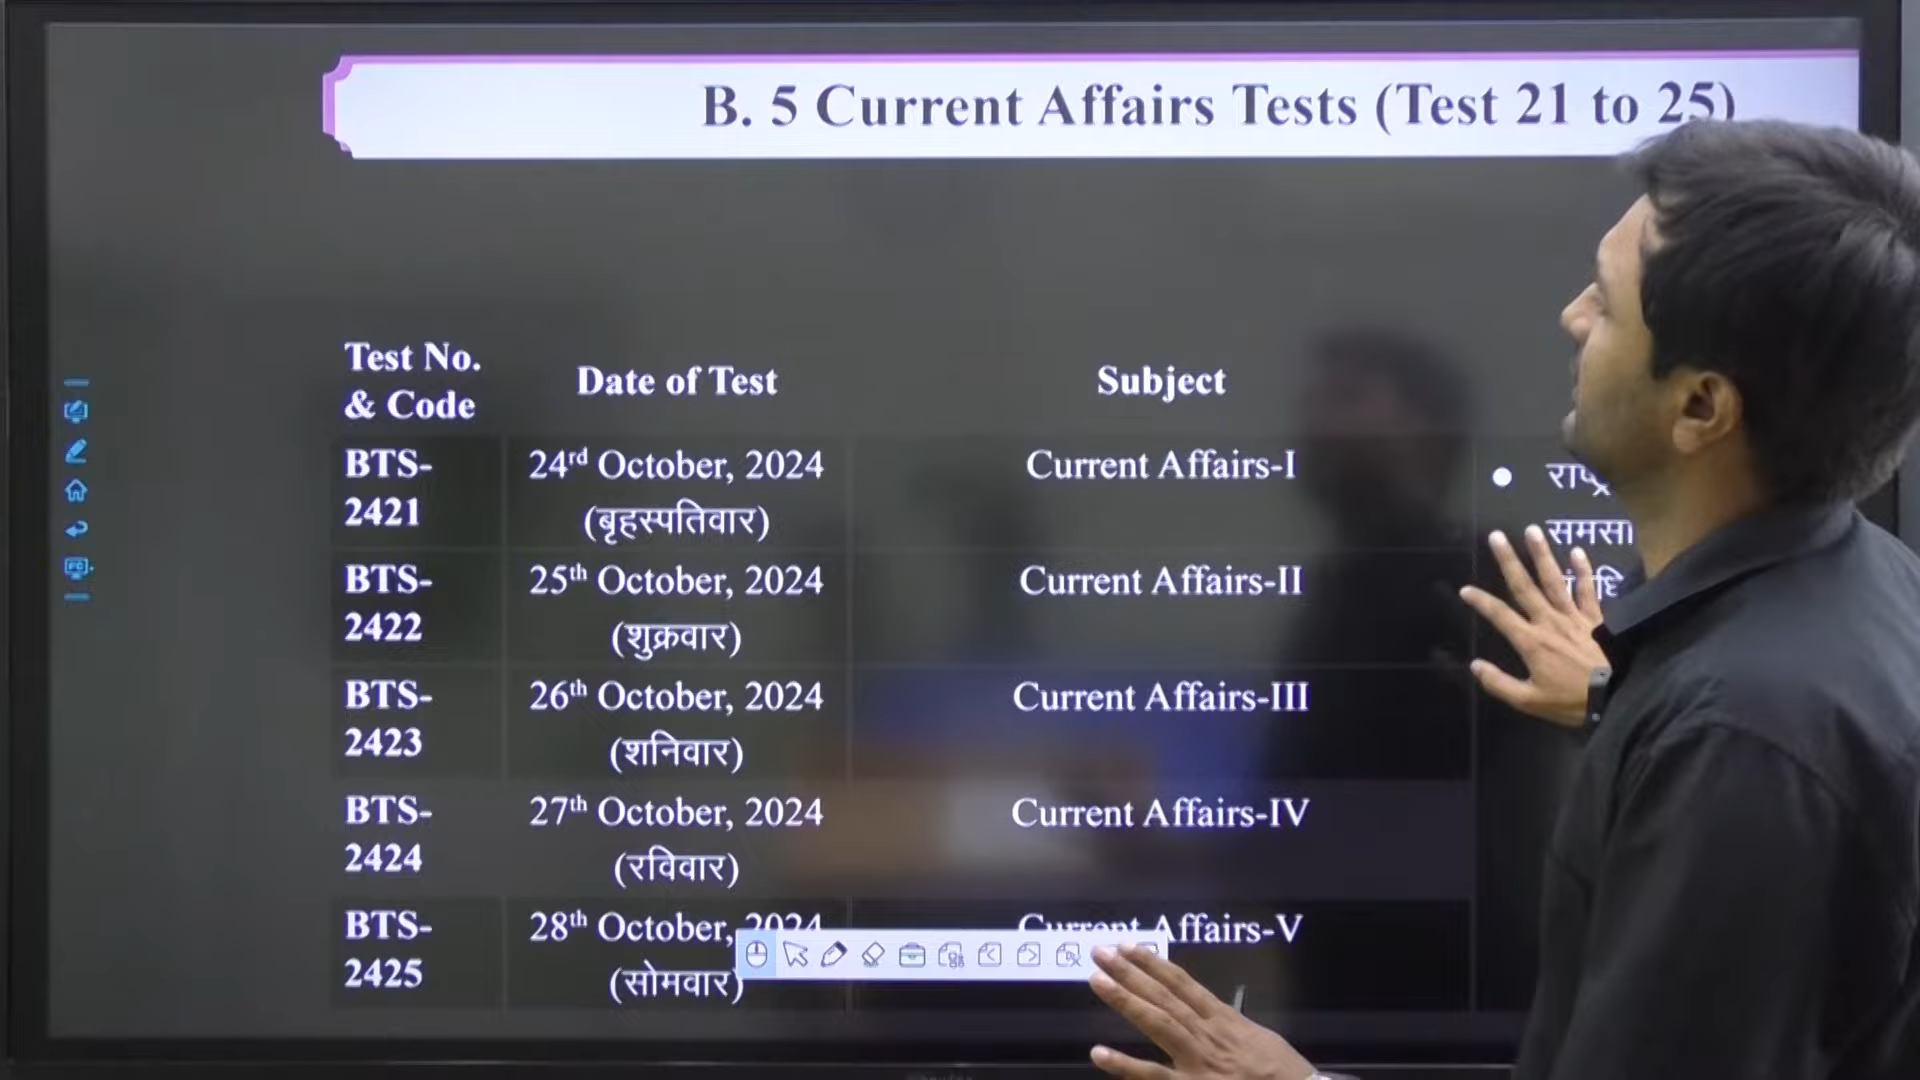 B. 5 Current Affairs Tests (Test 21 to 25)
Test No.
& Code
Date of Test
Subject
BTS-
2421
24rd October, 2024
(बृहस्पतिवार)
Current Affairs-I
BTS-
2422
25th October, 2024
(शुक्रवार)
Current Affairs-II
BTS-
2423
26th October, 2024
(शनिवार)
Current Affairs-III
BTS-
2424
27th October, 2024
(रविवार)
Current Affairs-IV
BTS-
2425
28th October, 2024
(सोमवार)
Current Affairs-V